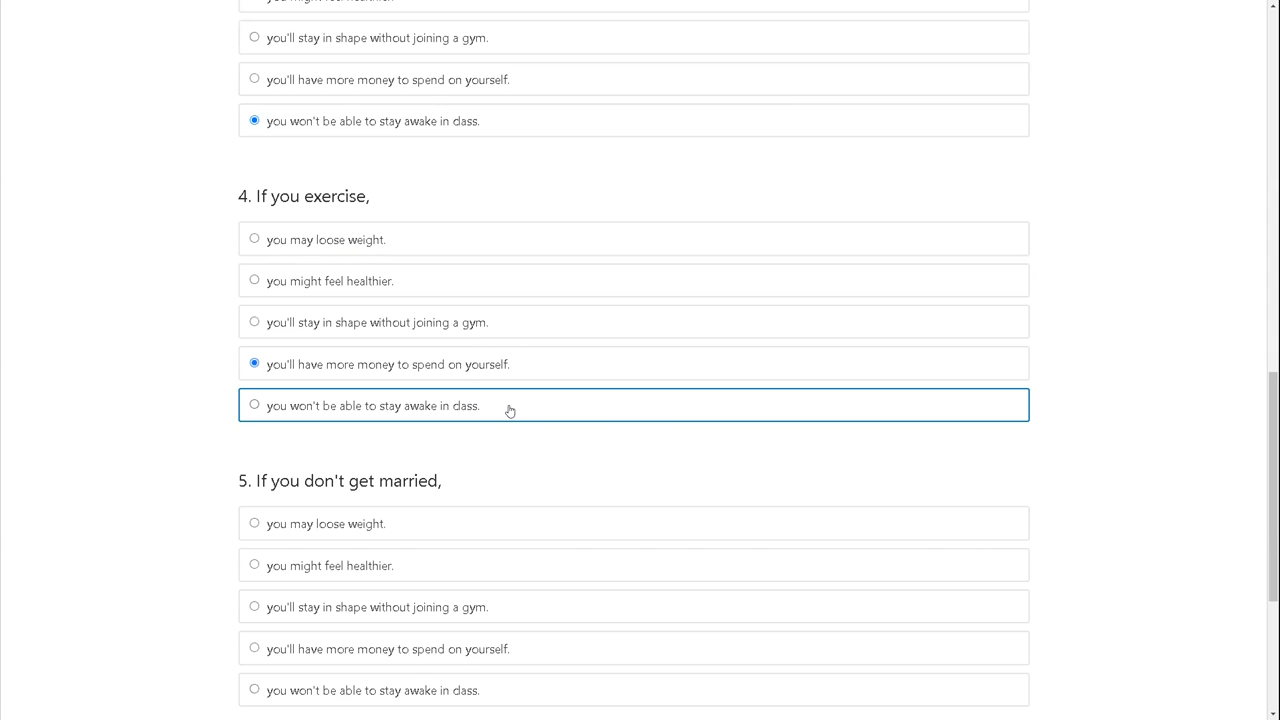 you'll stay in shape without joining a gym.
you'll have more money to spend on yourself.
you won't be able to stay awake in class.
4. If you exercise,
you may loose weight.
you might feel healthier.
you'll stay in shape without joining a gym.
you'll have more money to spend on yourself.
you won't be able to stay awake in class.
5. If you don't get married,
you may loose weight.
you might feel healthier.
you'll stay in shape without joining a gym.
you'll have more money to spend on yourself.
you won't be able to stay awake in class.